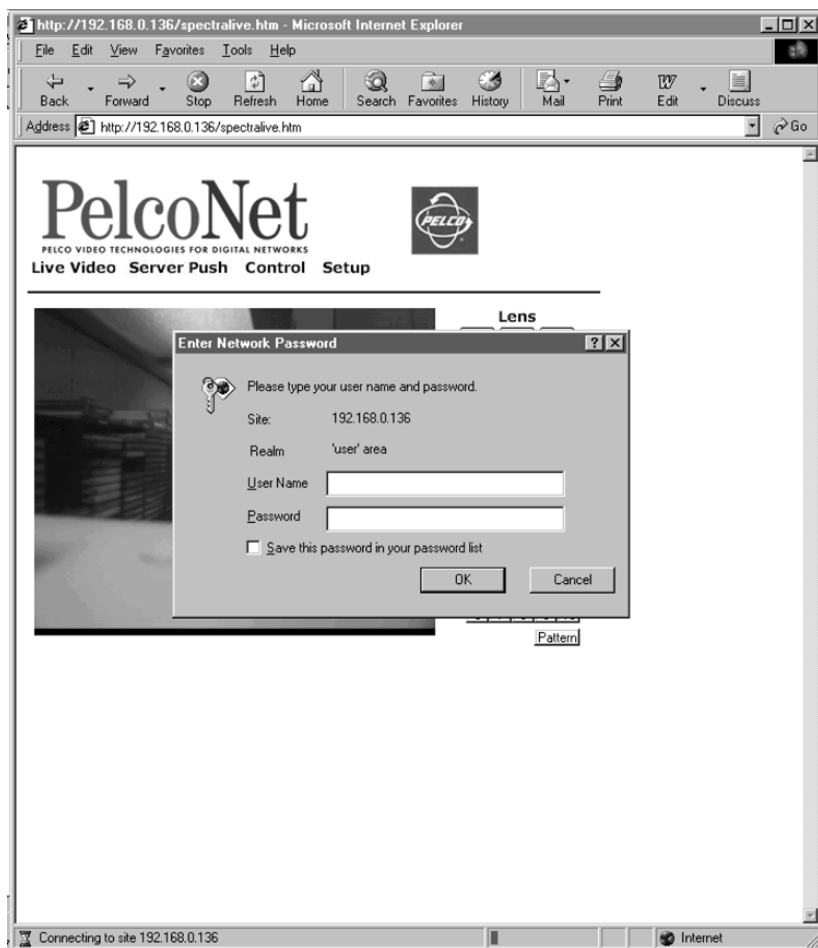 http://192.168.0.136/spectralive.htm - Microsoft Internet Explorer
File Edit View Favorites Tools Help
Back Forward Stop Refresh Home Search Favorites History Mail Print Edit Discuss
Address http://192.168.0.136/spectralive.htm Go
PelcoNet
PELCO
PELCO VIDEO TECHNOLOGIES FOR DIGITAL NETWORKS
Live Video Server Push Control Setup
Lens
Enter Network Password
Please type your user name and password.
Site: 192.168.0.136
Realm 'user' area
User Name
Password
Save this password in your password list
OK Cancel
Pattern
Connecting to site 192.168.0.136 Internet